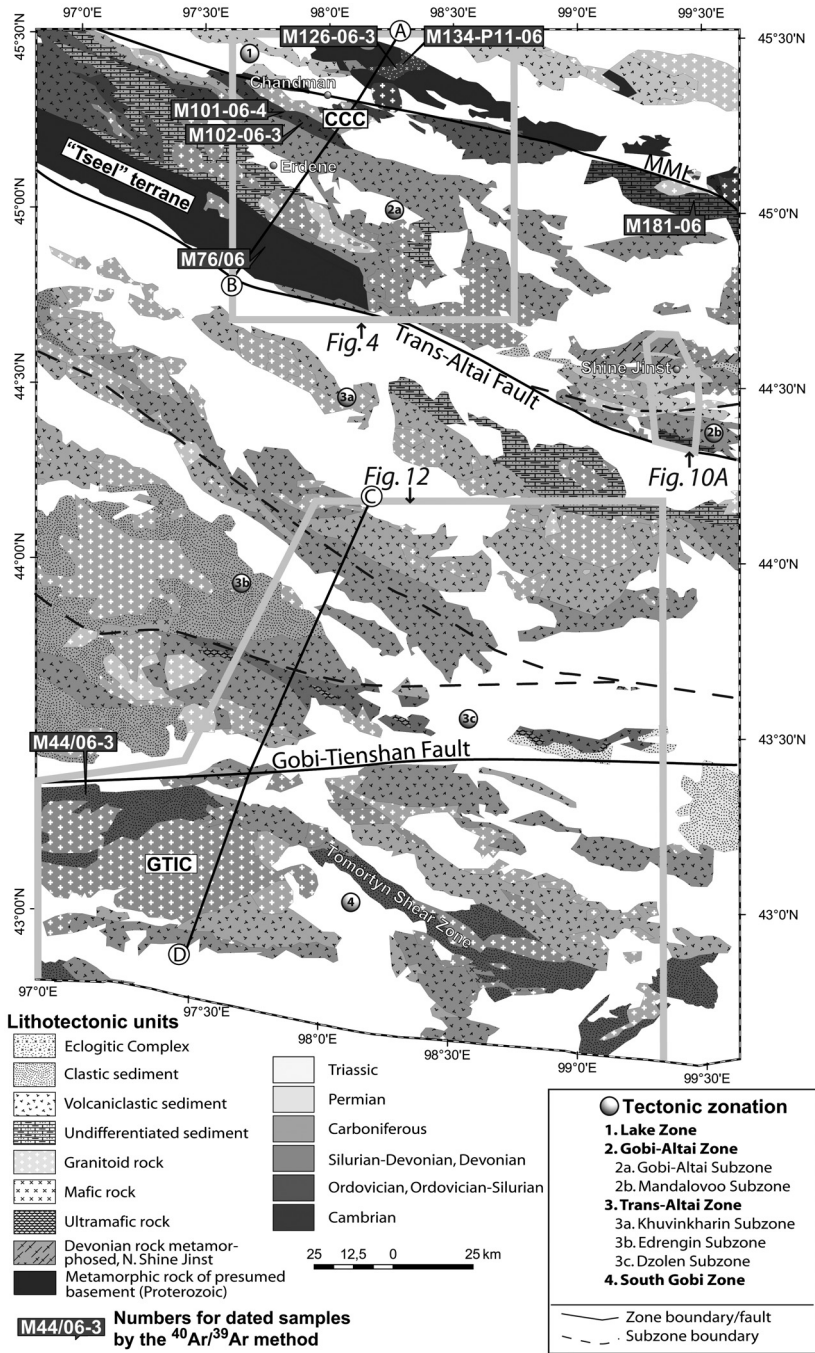 97°0'E 97°30'E 98°0'E 98°30'E 99°0'E 99°30'E
45°30'N
45°30'N
M126-06-3
A
M134-P11-06
1
Chandman
M101-06-4
CCC
M102-06-3
MML
"Tseel" terrane
Erdene
45°00'N
2a
45°0'N
M181-06
M76/06
B
Fig. 4
Trans-Altai Fault
Shine Jinst
44°30'N
44°30'N
3a
2b
Fig. 12
Fig. 10A
C
44°00'N
44°0'N
3b
3c
M44/06-3
43°30'N
43°30'N
Gobi-Tienshan Fault
GTIC
Tomortyn Shear Zone
4
43°00'N
43°0'N
D
97°0'E
97°30'E
98°0'E
98°30'E
99°0'E
99°30'E
Lithotectonic units
Eclogitic Complex
Clastic sediment
Volcaniclastic sediment
Undifferentiated sediment
Granitoid rock
Mafic rock
Ultramafic rock
Devonian rock metamor-
phosed, N. Shine Jinst
Metamorphic rock of presumed
basement (Proterozoic)
M44/06-3
Numbers for dated samples
by the ⁴⁰Ar/³⁹Ar method
Triassic
Permian
Carboniferous
Silurian-Devonian, Devonian
Ordovician, Ordovician-Silurian
Cambrian
25 12,5 0 25 km
Tectonic zonation
1. Lake Zone
2. Gobi-Altai Zone
2a. Gobi-Altai Subzone
2b. Mandalovoo Subzone
3. Trans-Altai Zone
3a. Khuvinkharin Subzone
3b. Edrengin Subzone
3c. Dzolen Subzone
4. South Gobi Zone
Zone boundary/fault
Subzone boundary